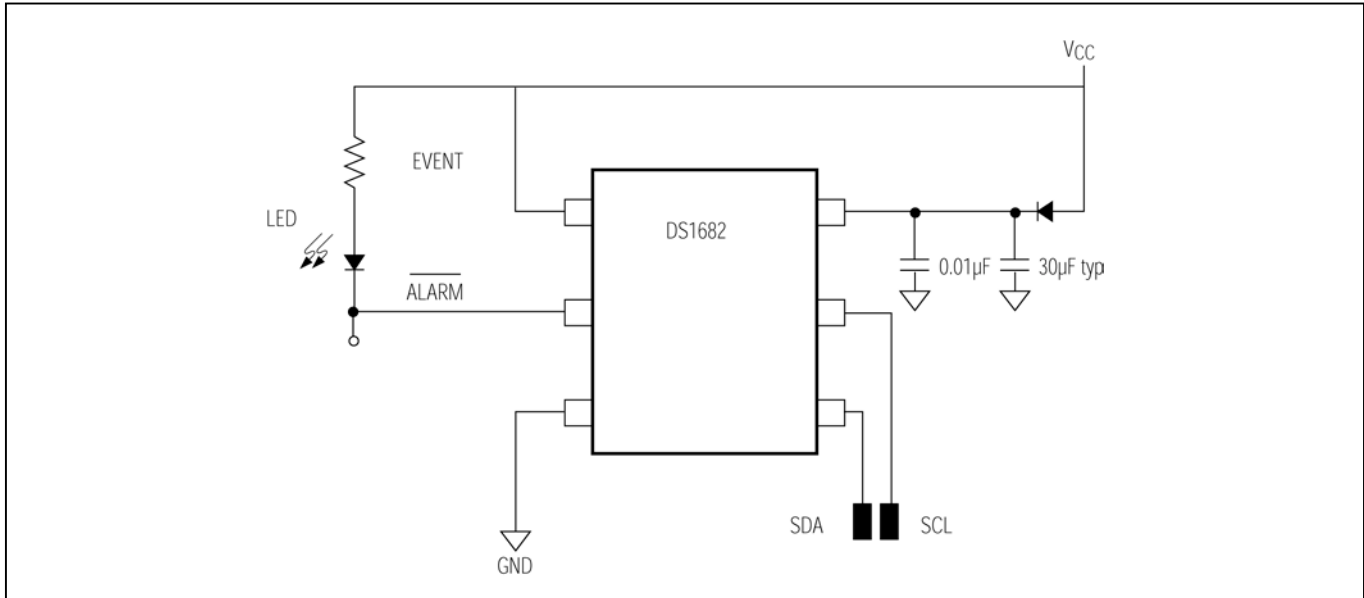 VCC
EVENT
LED
DS1682
ALARM
0.01µF
30µF typ
SDA
SCL
GND